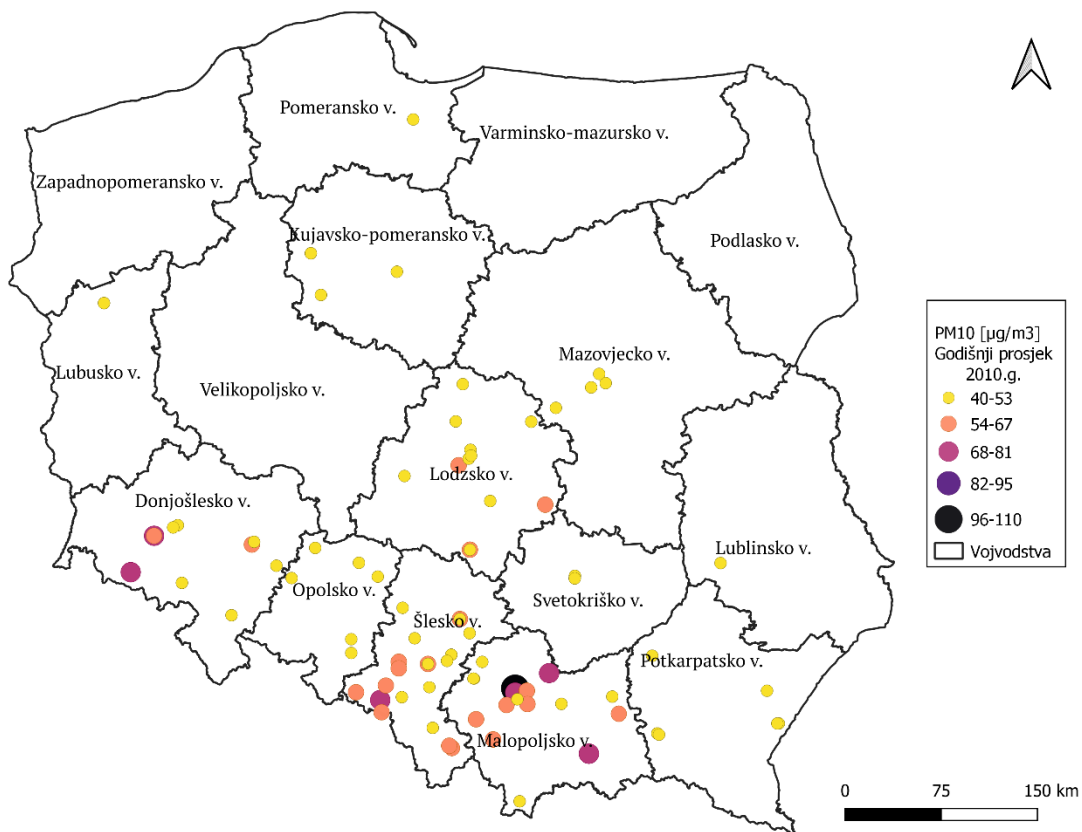 Pomeransko v.
Varminsko-mazursko v.
Zapadnopomeransko v.
Kujavsko-pomeransko v.
Podlasko v.
Mazovjecko v.
Lubusko v.
Velikopoljsko v.
Lodzsko v.
Donjošlesko v.
Lublinsko v.
Opolsko v.
Svetokriško v.
Šlesko v.
Potkarpatsko v.
Malopoljsko v.
PM10 [µg/m3]
Godišnji prosjek
2010.g.
40-53
54-67
68-81
82-95
96-110
Vojvodstva
0 75 150 km